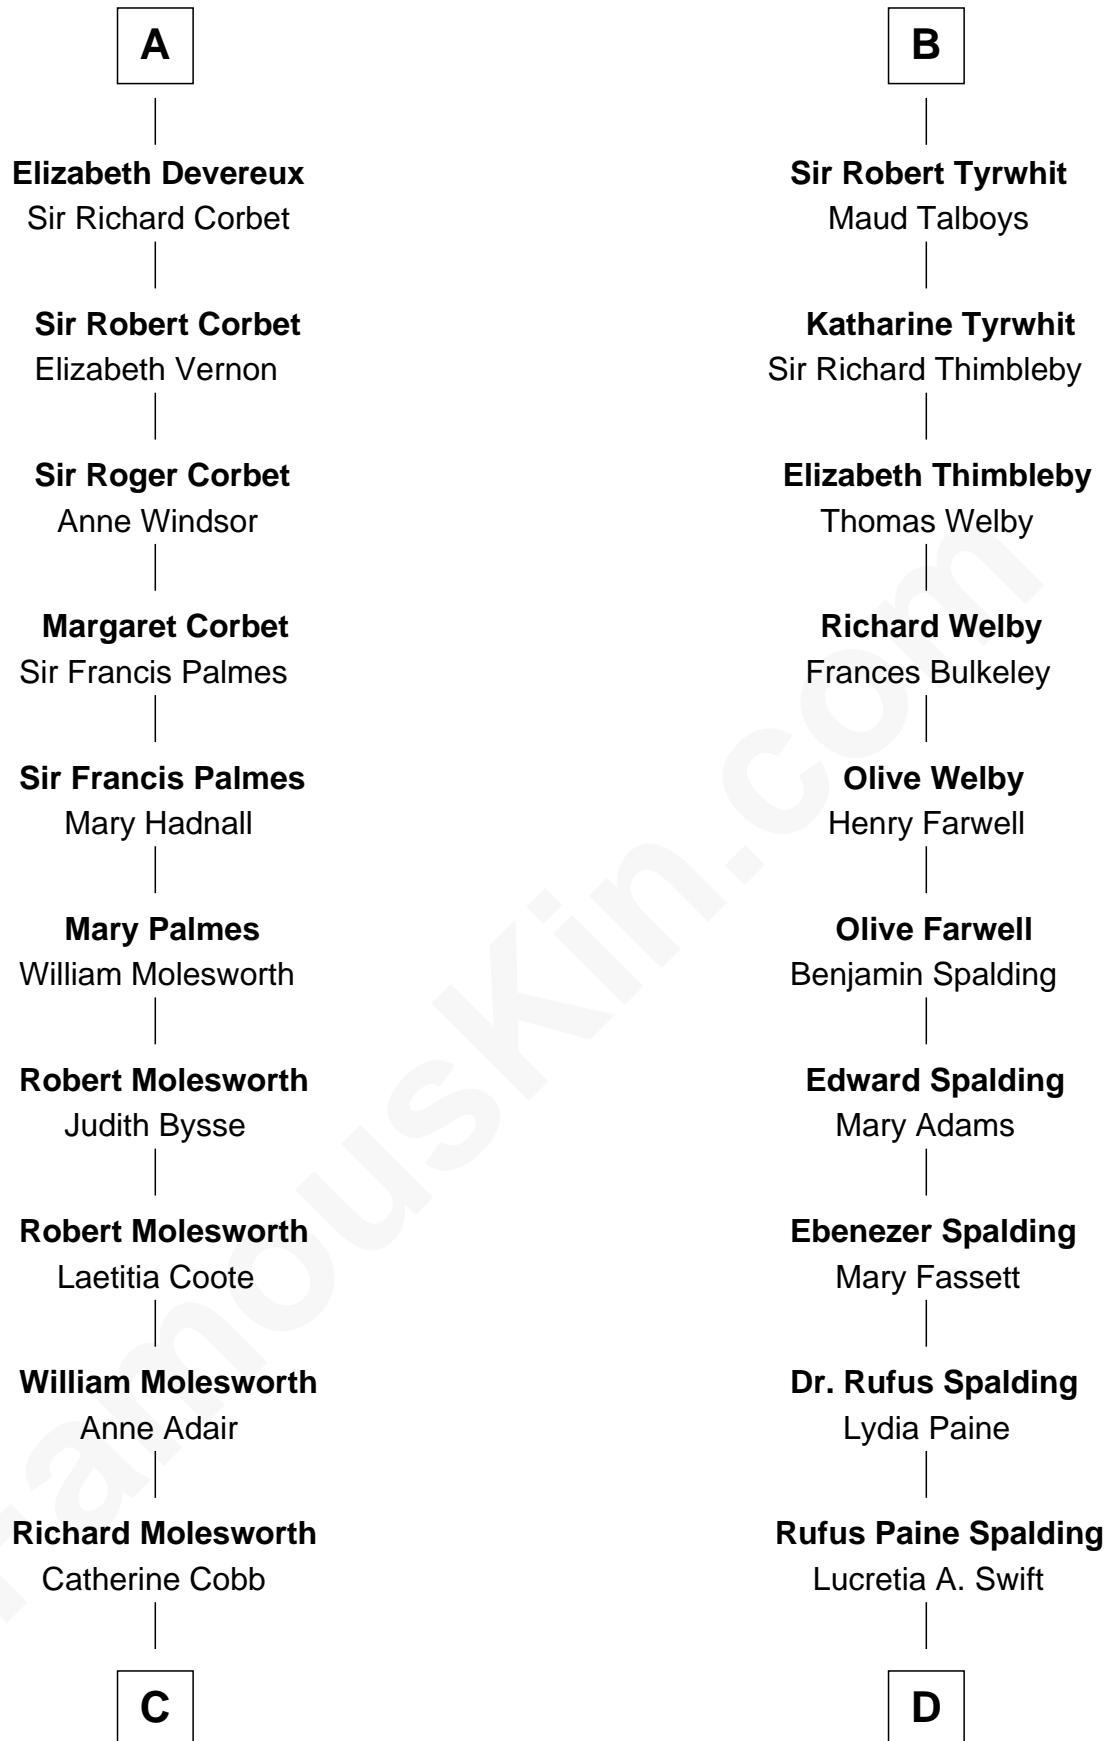 A
Elizabeth Devereux
Sir Richard Corbet
Sir Robert Corbet
Elizabeth Vernon
Sir Roger Corbet
Anne Windsor
Margaret Corbet
Sir Francis Palmes
Sir Francis Palmes
Mary Hadnall
Mary Palmes
William Molesworth
Robert Molesworth
Judith Bysse
Robert Molesworth
Laetitia Coote
William Molesworth
Anne Adair
Richard Molesworth
Catherine Cobb
C
B
Sir Robert Tyrwhit
Maud Talboys
Katharine Tyrwhit
Sir Richard Thimbleby
Elizabeth Thimbleby
Thomas Welby
Richard Welby
Frances Bulkeley
Olive Welby
Henry Farwell
Olive Farwell
Benjamin Spalding
Edward Spalding
Mary Adams
Ebenezer Spalding
Mary Fassett
Dr. Rufus Spalding
Lydia Paine
Rufus Paine Spalding
Lucretia A. Swift
D
FamousKin.com